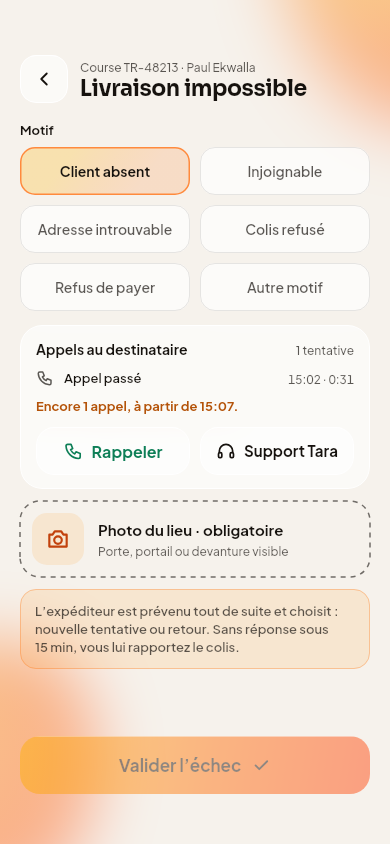 Course TR-48213 · Paul Ekwalla
Livraison impossible
Motif
Client absent
Injoignable
Adresse introuvable
Colis refusé
Refus de payer
Autre motif
Appels au destinataire
1 tentative
Appel passé
15:02 · 0:31
Encore 1 appel, à partir de 15:07.
Rappeler
Support Tara
Photo du lieu · obligatoire
Porte, portail ou devanture visible
L’expéditeur est prévenu tout de suite et choisit :
nouvelle tentative ou retour. Sans réponse sous
15 min, vous lui rapportez le colis.
Valider l’échec